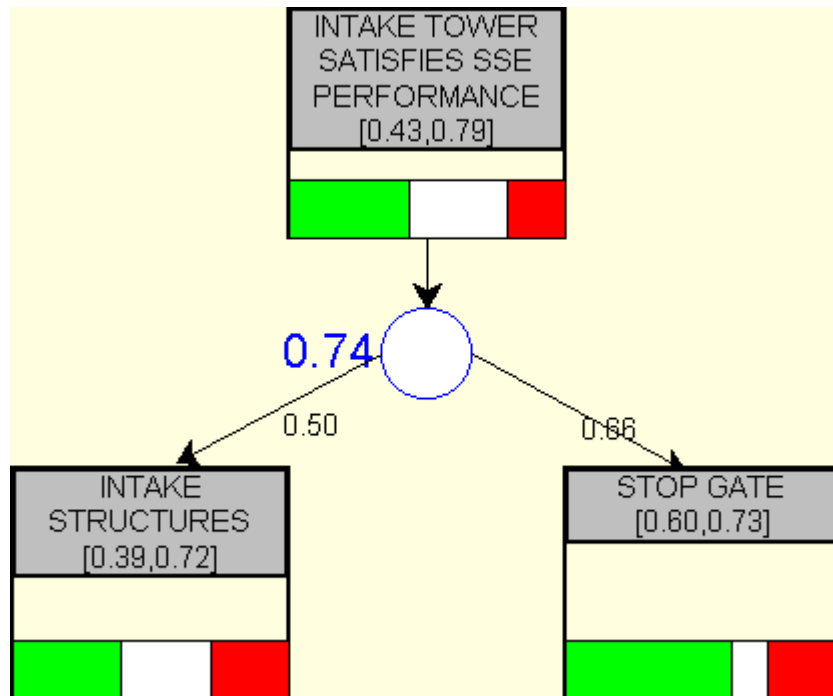 INTAKE TOWER
SATISFIES SSE
PERFORMANCE
[0.43,0.79]
0.74
0.50
0.66
INTAKE
STRUCTURES
[0.39,0.72]
STOP GATE
[0.60,0.73]